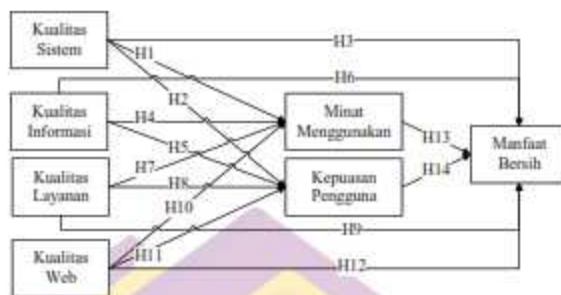 Kualitas
Sistem
H1
H3
H2
H6
Kualitas
Informasi
H4
H5
Minat
Menggunakan
H13
Manfaat
Bersih
H7
Kualitas
Layanan
H8
Kepuasan
Pengguna
H14
H10
H9
Kualitas
Web
H11
H12